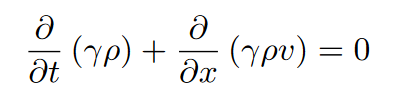 ∂/∂t (γρ) + ∂/∂x (γρv) = 0